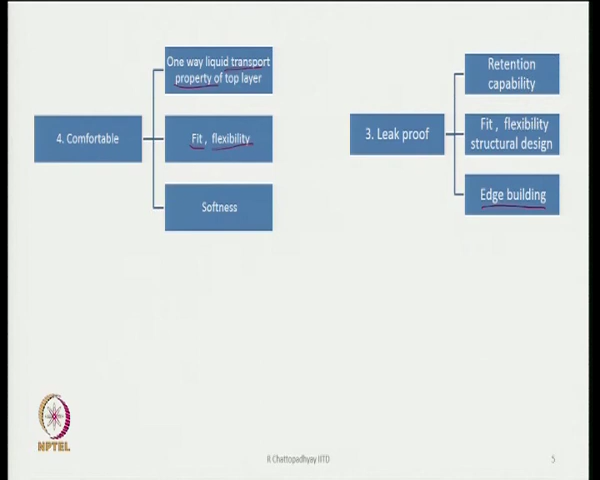 One way liquid transport
property of top layer
4. Comfortable
Fit , flexibility
Softness
3. Leak proof
Retention
capability
Fit , flexibility
structural design
Edge building
NPTEL
R Chattopadhyay IITD
5